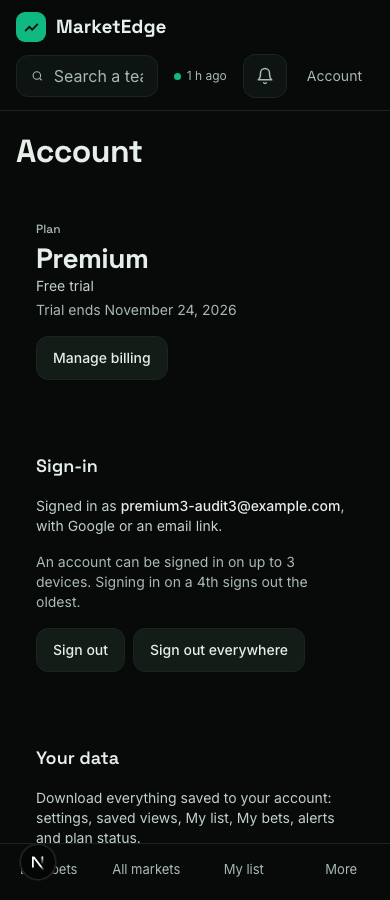 MarketEdge
Search a tea
1 h ago
Account
Account
Plan
Premium
Free trial
Trial ends November 24, 2026
Manage billing
Sign-in
Signed in as premium3-audit3@example.com,
with Google or an email link.
An account can be signed in on up to 3
devices. Signing in on a 4th signs out the
oldest.
Sign out
Sign out everywhere
Your data
Download everything saved to your account:
settings, saved views, My list, My bets, alerts
and plan status.
N
bets
All markets
My list
More